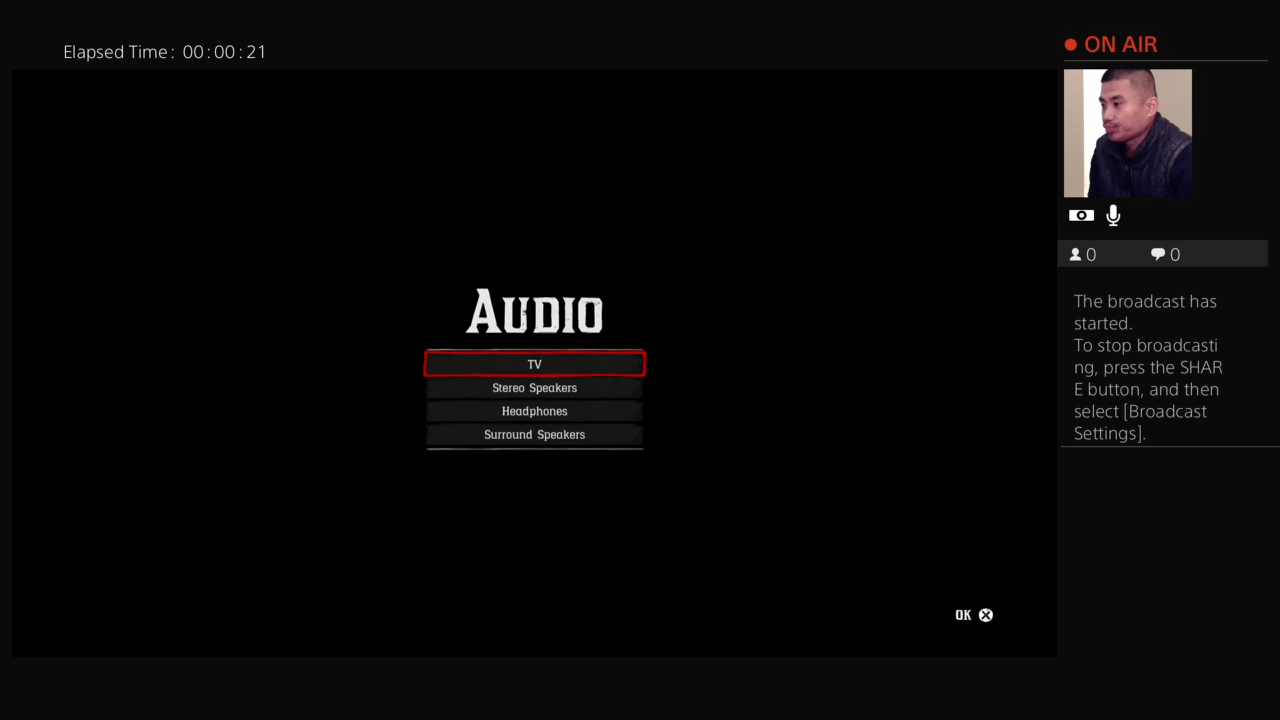 Elapsed Time: 00:00:21
ON AIR
0
0
The broadcast has
started.
To stop broadcasti
ng, press the SHAR
E button, and then
select [Broadcast
Settings].
AUDIO
TV
Stereo Speakers
Headphones
Surround Speakers
OK